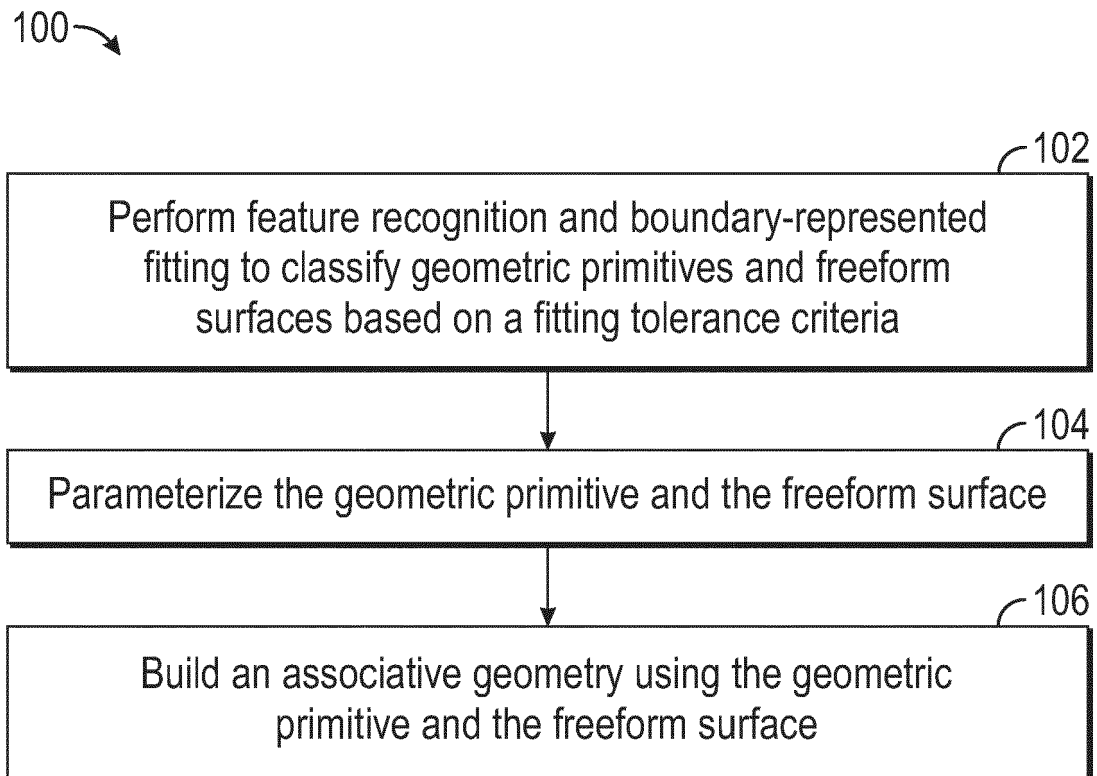 100
102
Perform feature recognition and boundary-represented
fitting to classify geometric primitives and freeform
surfaces based on a fitting tolerance criteria
104
Parameterize the geometric primitive and the freeform surface
106
Build an associative geometry using the geometric
primitive and the freeform surface